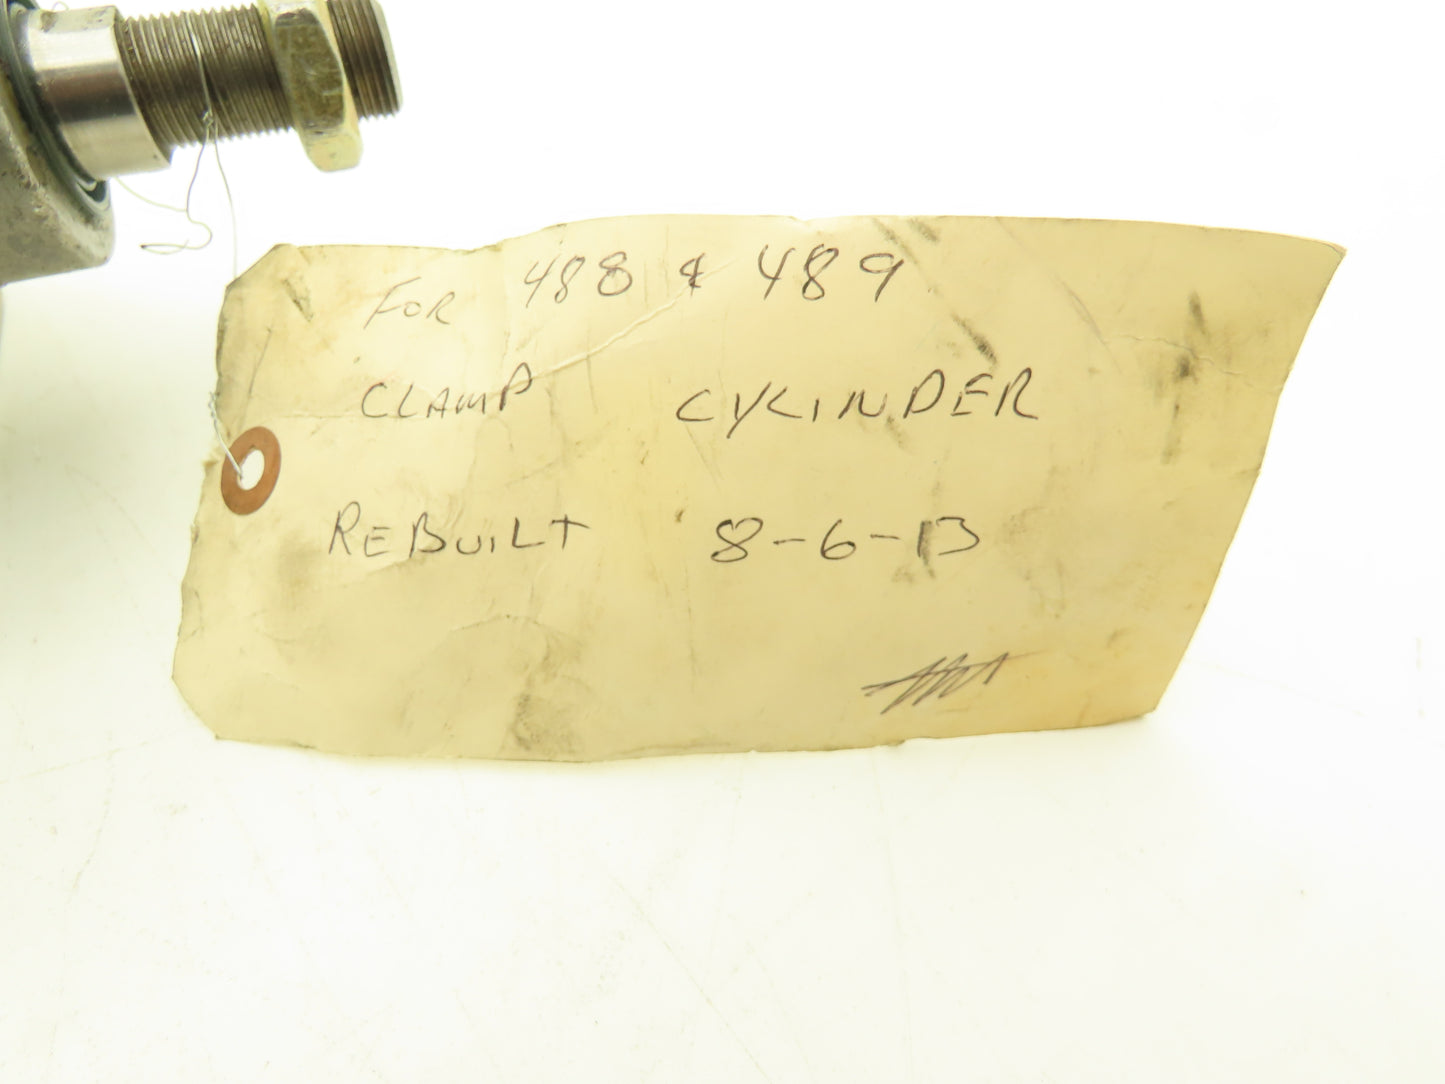 FOR 488 & 489
CLAMP CYLINDER
REBUILT 8-6-13